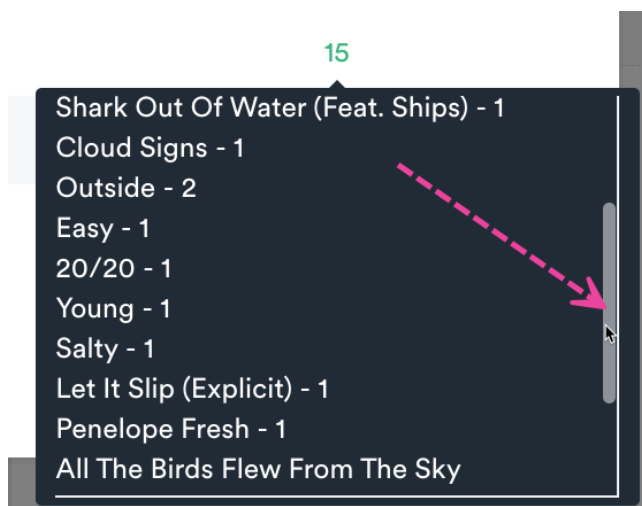 15
Shark Out Of Water (Feat. Ships) - 1
Cloud Signs - 1
Outside - 2
Easy - 1
20/20 - 1
Young - 1
Salty - 1
Let It Slip (Explicit) - 1
Penelope Fresh - 1
All The Birds Flew From The Sky